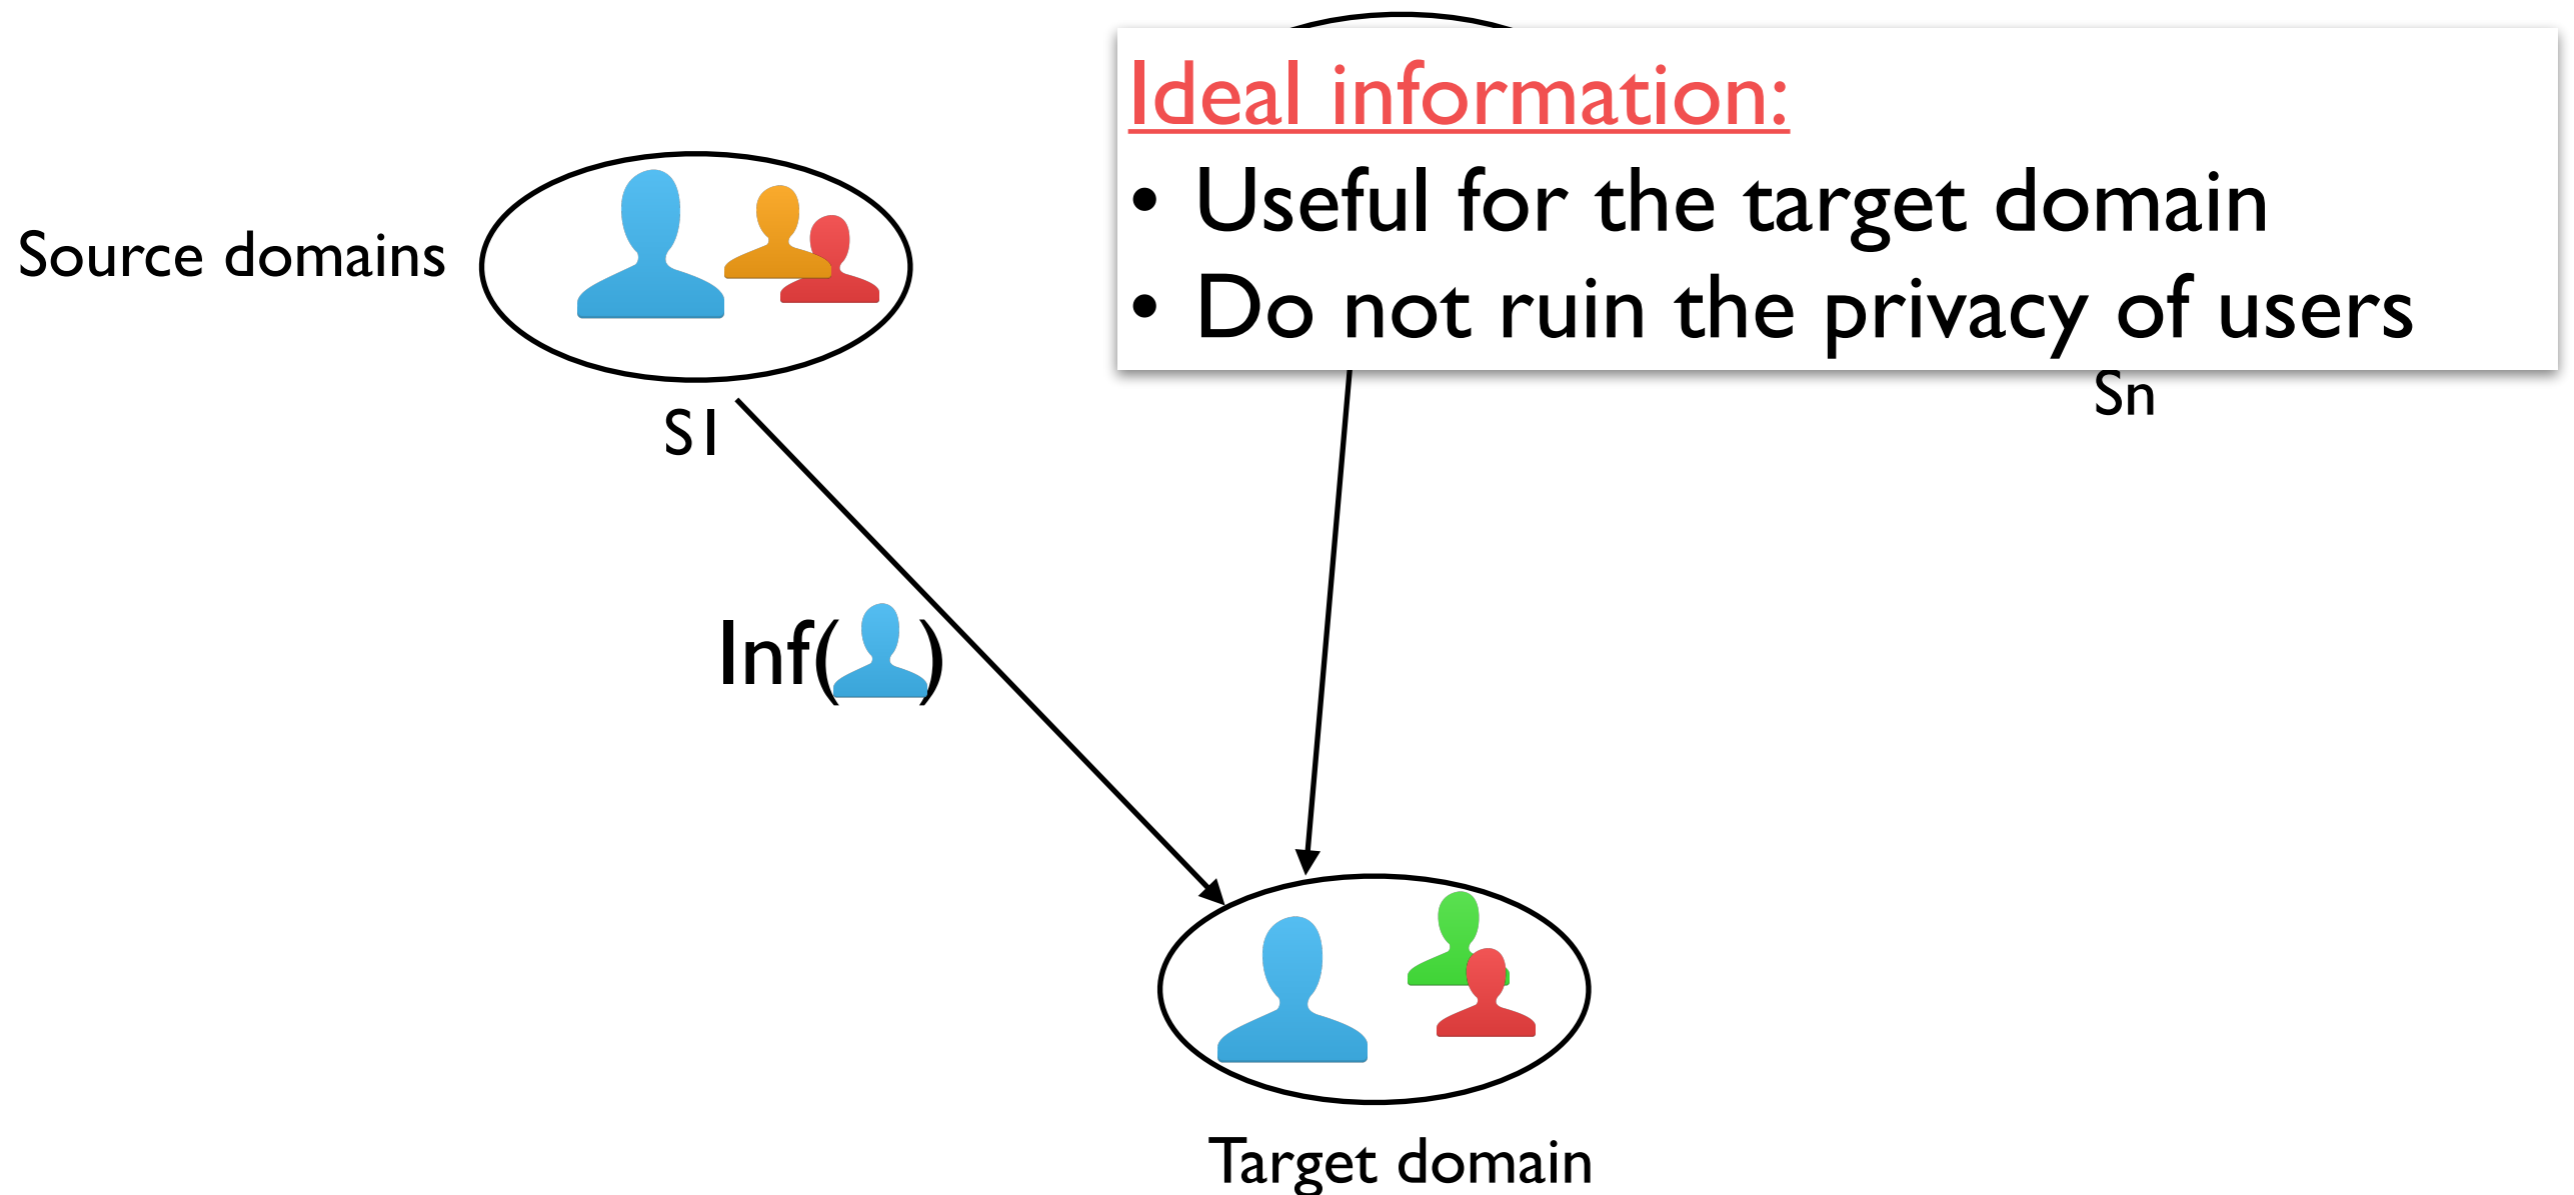 Ideal information:
• Useful for the target domain
• Do not ruin the privacy of users
Source domains
S1
Sn
Inf( )
Target domain